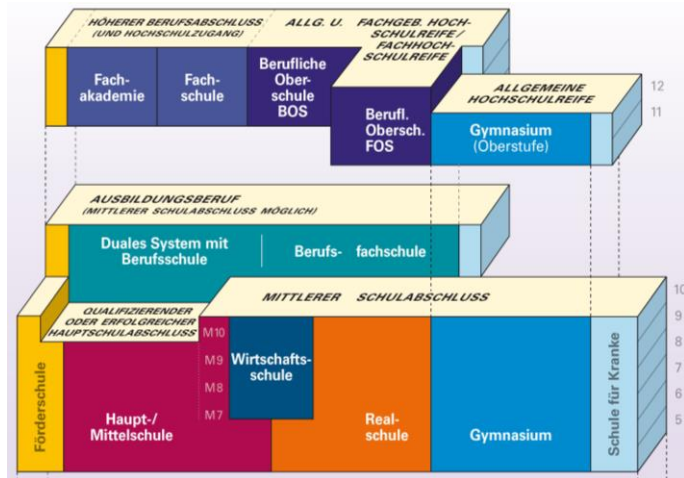 HÖHERER BERUFSABSCHLUSS
(UND HOCHSCHULZUGANG)
ALLG. U. FACHGEB. HOCH-
SCHULREIFE /
FACHHOCH-
SCHULREIFE
Fach-
akademie
Fach-
schule
Berufliche
Ober-
schule
BOS
Berufl.
Obersch.
FOS
ALLGEMEINE
HOCHSCHULREIFE
12
11
Gymnasium
(Oberstufe)
AUSBILDUNGSBERUF
(MITTLERER SCHULABSCHLUSS MÖGLICH)
Duales System mit
Berufsschule
Berufs- fachschule
QUALIFIZIERENDER
ODER ERFOLGREICHER
HAUPTSCHULABSCHLUSS
MITTLERER SCHULABSCHLUSS
10
9
8
7
6
5
M10
M9
M8
M7
Wirtschafts-
schule
Förderschule
Haupt-/
Mittelschule
Real-
schule
Gymnasium
Schule für Kranke